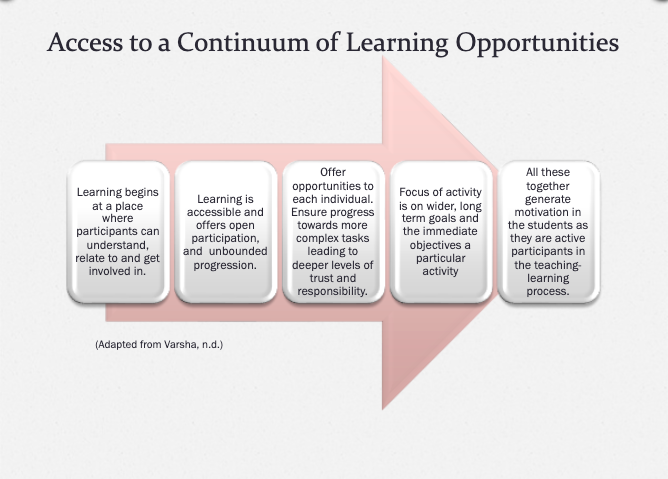 Access to a Continuum of Learning Opportunities
Learning begins
at a place
where
participants can
understand,
relate to and get
involved in.
Learning is
accessible and
offers open
participation,
and unbounded
progression.
Offer
opportunities to
each individual.
Ensure progress
towards more
complex tasks
leading to
deeper levels of
trust and
responsibility.
Focus of activity
is on wider, long
term goals and
the immediate
objectives a
particular
activity
All these
together
generate
motivation in
the students as
they are active
participants in
the teaching-
learning
process.
(Adapted from Varsha, n.d.)